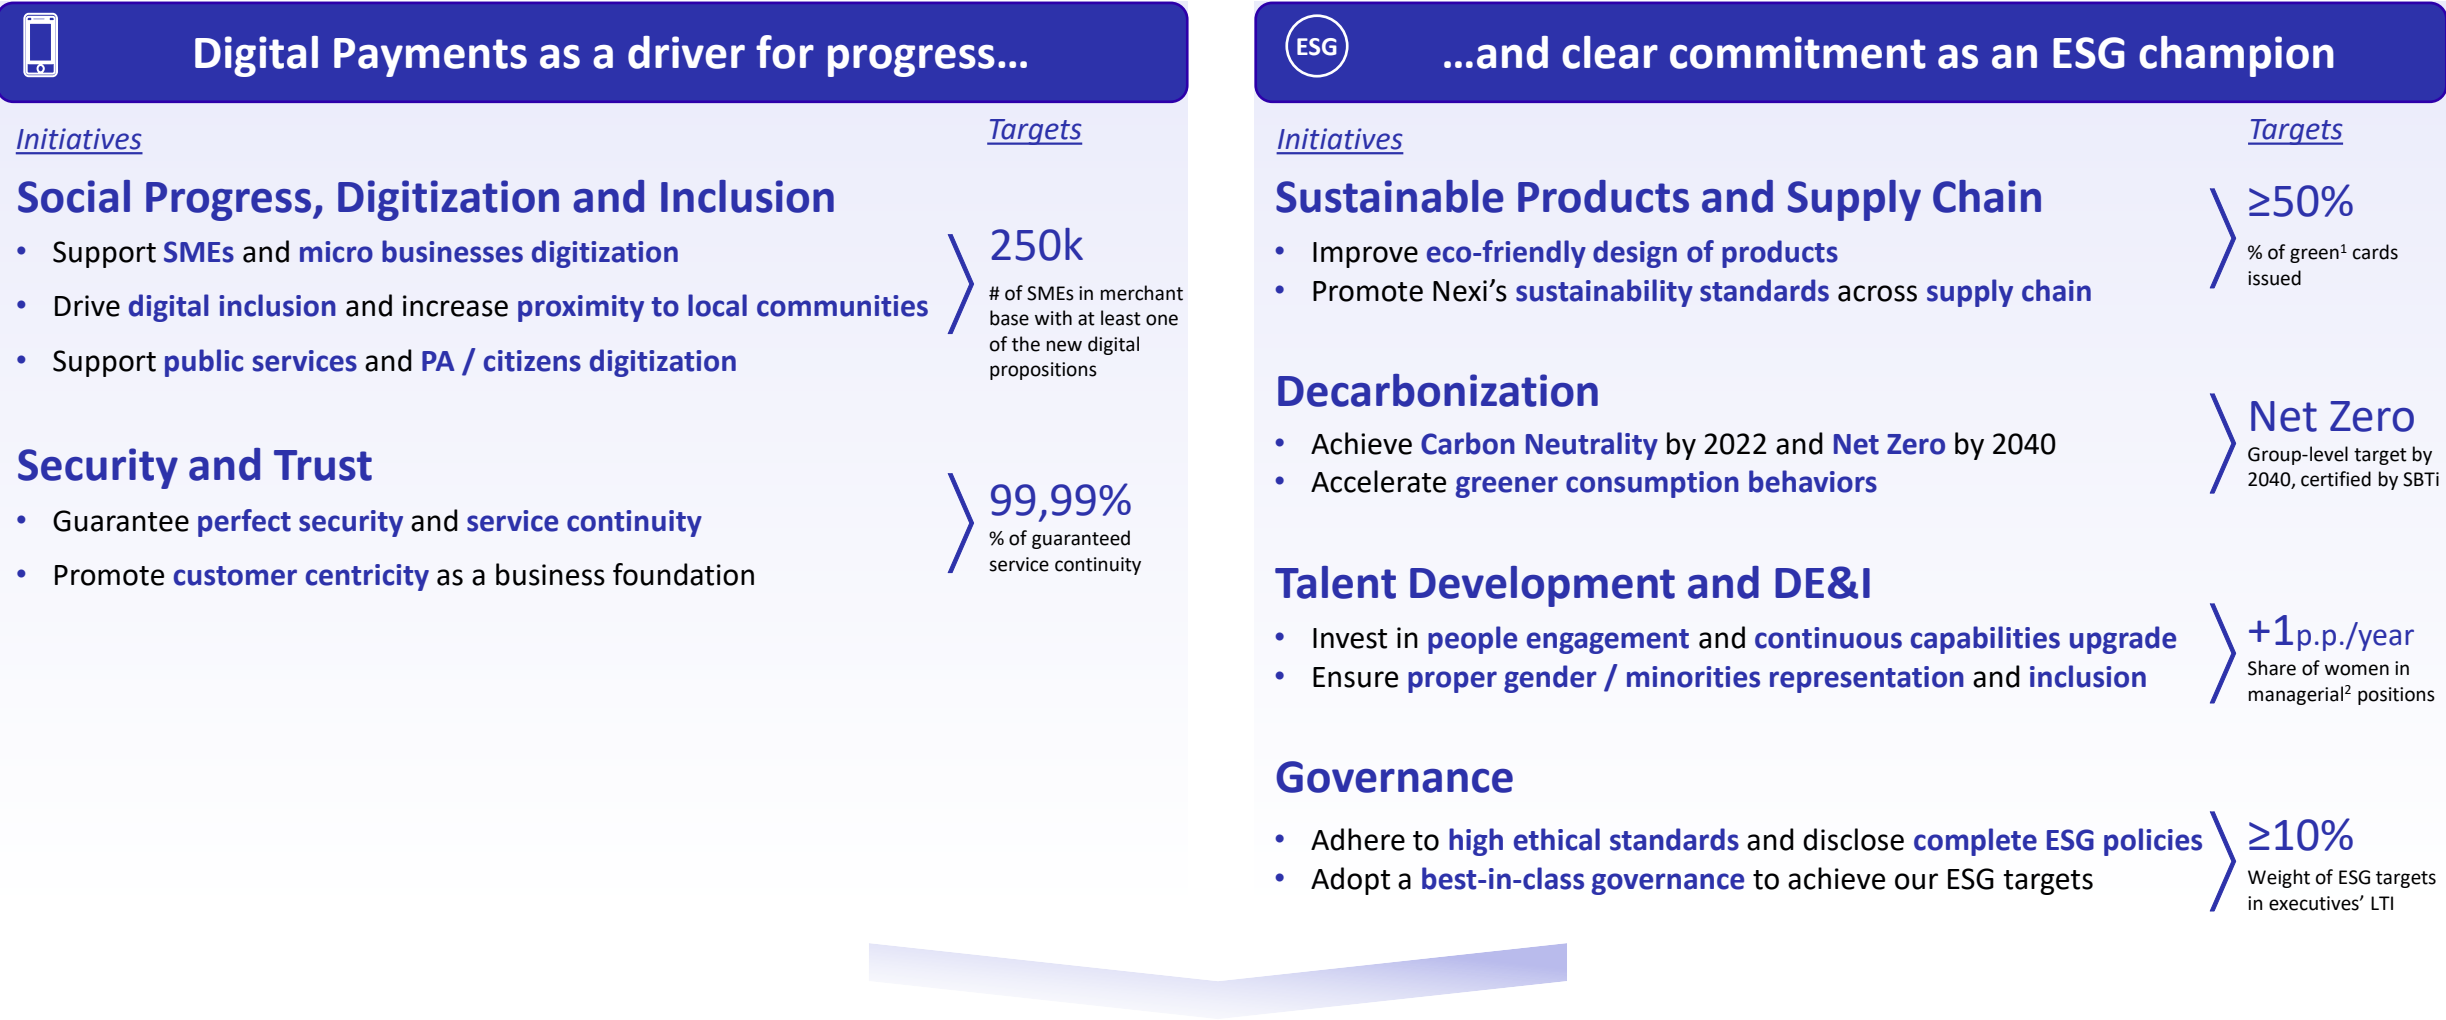 Digital Payments as a driver for progress…
Initiatives
Targets
Social Progress, Digitization and Inclusion
• Support SMEs and micro businesses digitization
• Drive digital inclusion and increase proximity to local communities
• Support public services and PA / citizens digitization
250k
# of SMEs in merchant
base with at least one
of the new digital
propositions
Security and Trust
• Guarantee perfect security and service continuity
• Promote customer centricity as a business foundation
99,99%
% of guaranteed
service continuity
ESG
…and clear commitment as an ESG champion
Initiatives
Targets
Sustainable Products and Supply Chain
• Improve eco-friendly design of products
• Promote Nexi’s sustainability standards across supply chain
≥50%
% of green¹ cards
issued
Decarbonization
• Achieve Carbon Neutrality by 2022 and Net Zero by 2040
• Accelerate greener consumption behaviors
Net Zero
Group-level target by
2040, certified by SBTi
Talent Development and DE&I
• Invest in people engagement and continuous capabilities upgrade
• Ensure proper gender / minorities representation and inclusion
+1p.p./year
Share of women in
managerial² positions
Governance
• Adhere to high ethical standards and disclose complete ESG policies
• Adopt a best-in-class governance to achieve our ESG targets
≥10%
Weight of ESG targets
in executives’ LTI